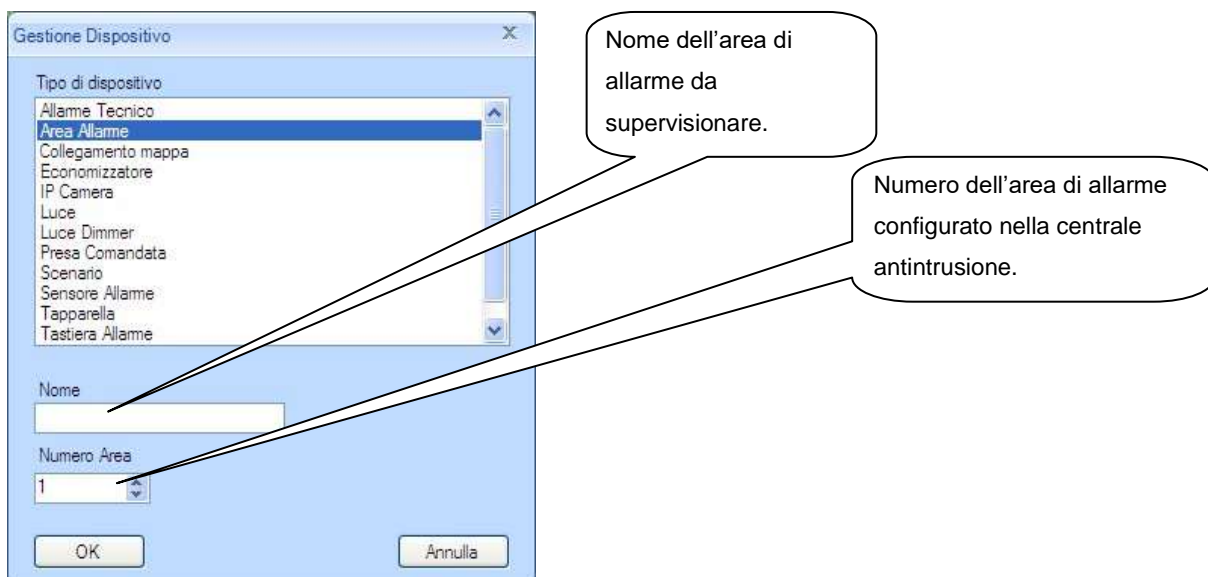 Gestione Dispositivo
Tipo di dispositivo
Allarme Tecnico
Area Allarme
Collegamento mappa
Economizzatore
IP Camera
Luce
Luce Dimmer
Presa Comandata
Scenario
Sensore Allarme
Tapparella
Tastiera Allarme
Nome
Numero Area
1
OK
Annulla
Nome dell’area di
allarme da
supervisionare.
Numero dell’area di allarme
configurato nella centrale
antintrusione.